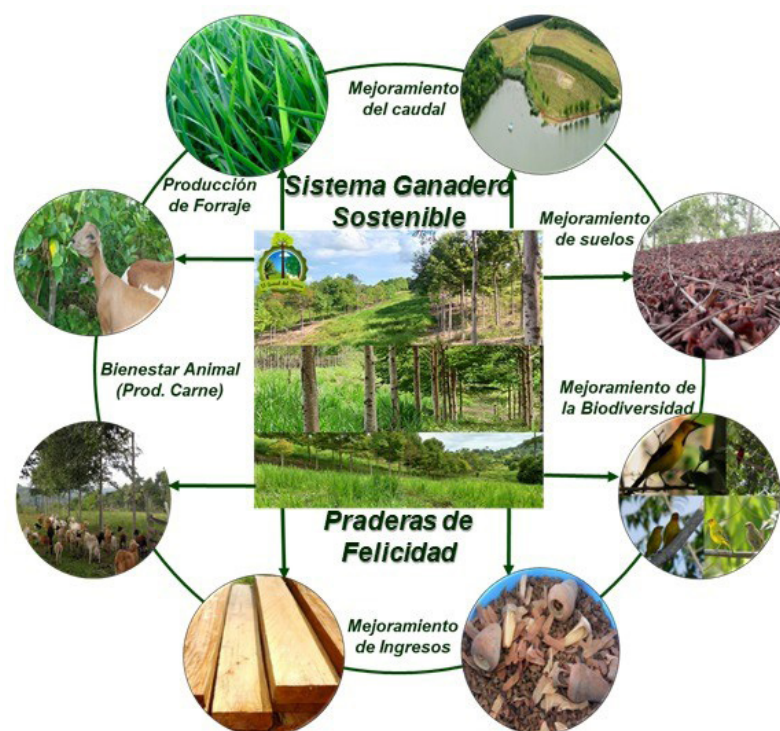 Mejoramiento
del caudal
Producción
de Forraje
Sistema Ganadero
Sostenible
Mejoramiento
de suelos
Bienestar Animal
(Prod. Carne)
Mejoramiento de
la Biodiversidad
Praderas de
Felicidad
Mejoramiento
de Ingresos